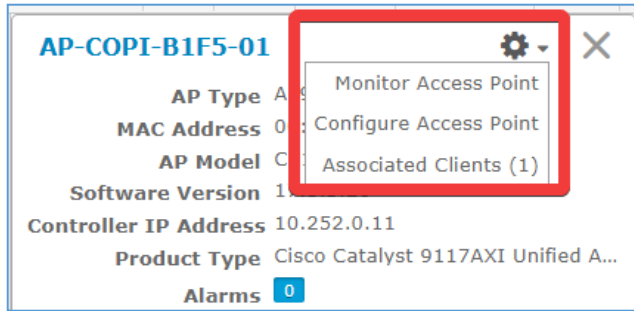 AP-COPI-B1F5-01
Monitor Access Point
Configure Access Point
Associated Clients (1)
AP Type
MAC Address
AP Model
Software Version
Controller IP Address 10.252.0.11
Product Type Cisco Catalyst 9117AXI Unified A...
Alarms 0